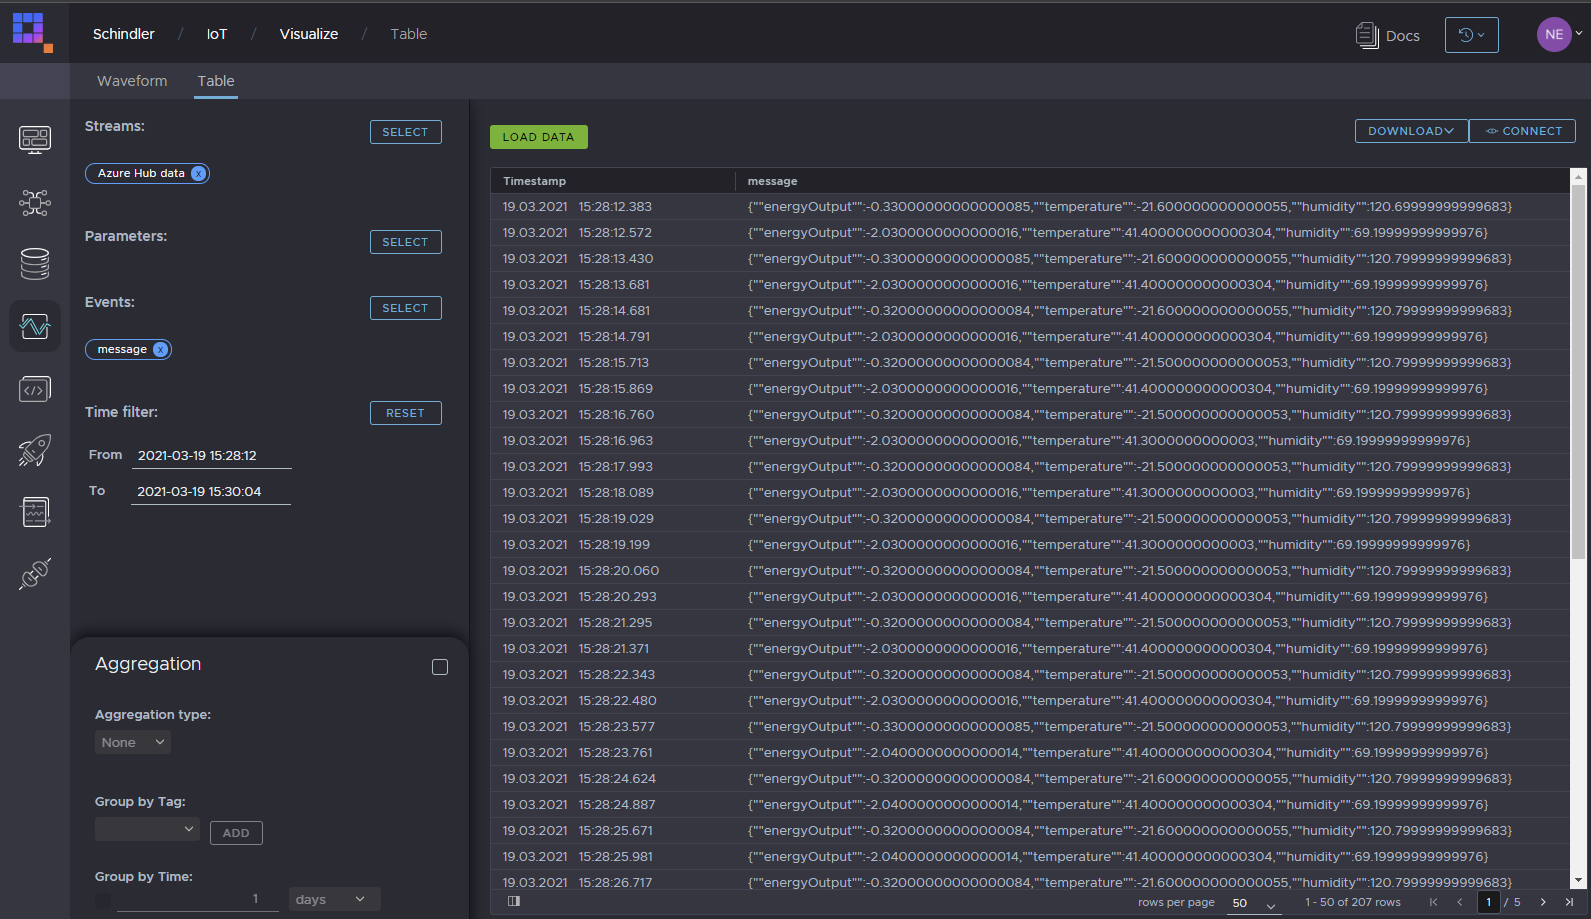 Schindler / IoT / Visualize / Table
Docs
NE
Waveform Table
Streams: SELECT
Azure Hub data x
Parameters: SELECT
Events: SELECT
message x
Time filter: RESET
From 2021-03-19 15:28:12
To 2021-03-19 15:30:04
Aggregation
Aggregation type:
None
Group by Tag:
ADD
Group by Time:
1 days
LOAD DATA
DOWNLOAD CONNECT
Timestamp message
19.03.2021 15:28:12.383 {""energyOutput"":-0.33000000000000085,""temperature"":-21.600000000000055,""humidity"":120.69999999999683}
19.03.2021 15:28:12.572 {""energyOutput"":-2.0300000000000016,""temperature"":41.400000000000304,""humidity"":69.19999999999976}
19.03.2021 15:28:13.430 {""energyOutput"":-0.33000000000000085,""temperature"":-21.600000000000055,""humidity"":120.79999999999683}
19.03.2021 15:28:13.681 {""energyOutput"":-2.0300000000000016,""temperature"":41.400000000000304,""humidity"":69.19999999999976}
19.03.2021 15:28:14.681 {""energyOutput"":-0.32000000000000084,""temperature"":-21.600000000000055,""humidity"":120.79999999999683}
19.03.2021 15:28:14.791 {""energyOutput"":-2.0300000000000016,""temperature"":41.400000000000304,""humidity"":69.19999999999976}
19.03.2021 15:28:15.713 {""energyOutput"":-0.32000000000000084,""temperature"":-21.500000000000053,""humidity"":120.79999999999683}
19.03.2021 15:28:15.869 {""energyOutput"":-2.0300000000000016,""temperature"":41.400000000000304,""humidity"":69.19999999999976}
19.03.2021 15:28:16.760 {""energyOutput"":-0.32000000000000084,""temperature"":-21.500000000000053,""humidity"":120.79999999999683}
19.03.2021 15:28:16.963 {""energyOutput"":-2.0300000000000016,""temperature"":41.3000000000003,""humidity"":69.19999999999976}
19.03.2021 15:28:17.993 {""energyOutput"":-0.32000000000000084,""temperature"":-21.500000000000053,""humidity"":120.79999999999683}
19.03.2021 15:28:18.089 {""energyOutput"":-2.0300000000000016,""temperature"":41.3000000000003,""humidity"":69.19999999999976}
19.03.2021 15:28:19.029 {""energyOutput"":-0.32000000000000084,""temperature"":-21.500000000000053,""humidity"":120.79999999999683}
19.03.2021 15:28:19.199 {""energyOutput"":-2.0300000000000016,""temperature"":41.3000000000003,""humidity"":69.19999999999976}
19.03.2021 15:28:20.060 {""energyOutput"":-0.32000000000000084,""temperature"":-21.500000000000053,""humidity"":120.79999999999683}
19.03.2021 15:28:20.293 {""energyOutput"":-2.0300000000000016,""temperature"":41.400000000000304,""humidity"":69.19999999999976}
19.03.2021 15:28:21.295 {""energyOutput"":-0.32000000000000084,""temperature"":-21.500000000000053,""humidity"":120.79999999999683}
19.03.2021 15:28:21.371 {""energyOutput"":-2.0300000000000016,""temperature"":41.400000000000304,""humidity"":69.19999999999976}
19.03.2021 15:28:22.343 {""energyOutput"":-0.32000000000000084,""temperature"":-21.500000000000053,""humidity"":120.79999999999683}
19.03.2021 15:28:22.480 {""energyOutput"":-2.0300000000000016,""temperature"":41.400000000000304,""humidity"":69.19999999999976}
19.03.2021 15:28:23.577 {""energyOutput"":-0.33000000000000085,""temperature"":-21.500000000000053,""humidity"":120.79999999999683}
19.03.2021 15:28:23.761 {""energyOutput"":-2.0400000000000014,""temperature"":41.400000000000304,""humidity"":69.19999999999976}
19.03.2021 15:28:24.624 {""energyOutput"":-0.32000000000000084,""temperature"":-21.600000000000055,""humidity"":120.79999999999683}
19.03.2021 15:28:24.887 {""energyOutput"":-2.0400000000000014,""temperature"":41.400000000000304,""humidity"":69.19999999999976}
19.03.2021 15:28:25.671 {""energyOutput"":-0.32000000000000084,""temperature"":-21.600000000000055,""humidity"":120.79999999999683}
19.03.2021 15:28:25.981 {""energyOutput"":-2.0400000000000014,""temperature"":41.400000000000304,""humidity"":69.19999999999976}
19.03.2021 15:28:26.717 {""energyOutput"":-0.32000000000000084,""temperature"":-21.600000000000055,""humidity"":120.79999999999683}
rows per page 50 1 - 50 of 207 rows 1 / 5